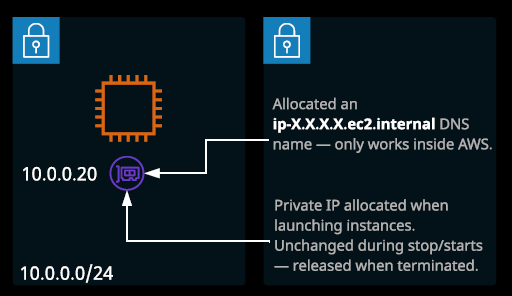 Allocated an
ip-X.X.X.X.ec2.internal DNS
name — only works inside AWS.
10.0.0.20
Private IP allocated when
launching instances.
Unchanged during stop/starts
— released when terminated.
10.0.0.0/24